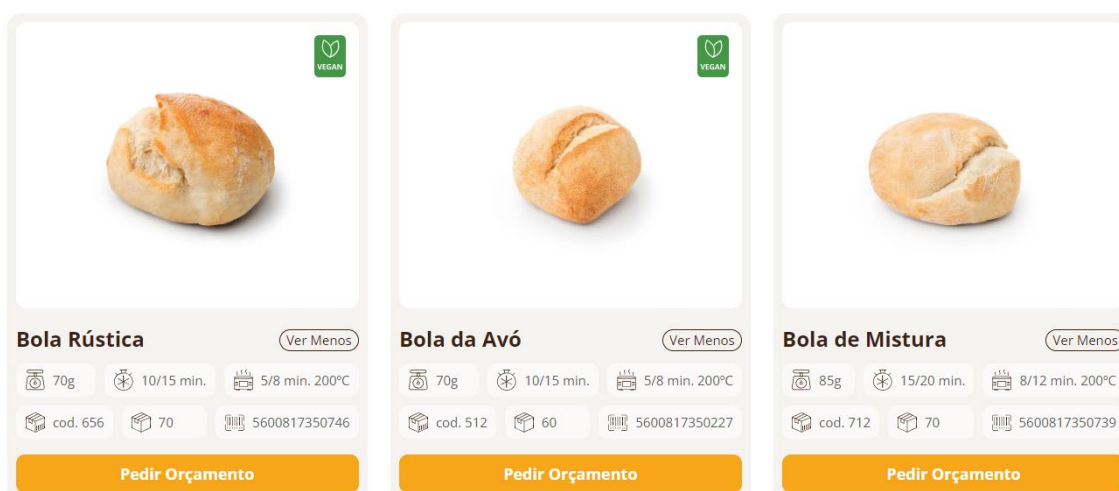 VEGAN
VEGAN
Bola Rústica
Ver Menos
70g
10/15 min.
5/8 min. 200ºC
cod. 656
70
5600817350746
Pedir Orçamento
Bola da Avó
Ver Menos
70g
10/15 min.
5/8 min. 200ºC
cod. 512
60
5600817350227
Pedir Orçamento
Bola de Mistura
Ver Menos
85g
15/20 min.
8/12 min. 200ºC
cod. 712
70
5600817350739
Pedir Orçamento